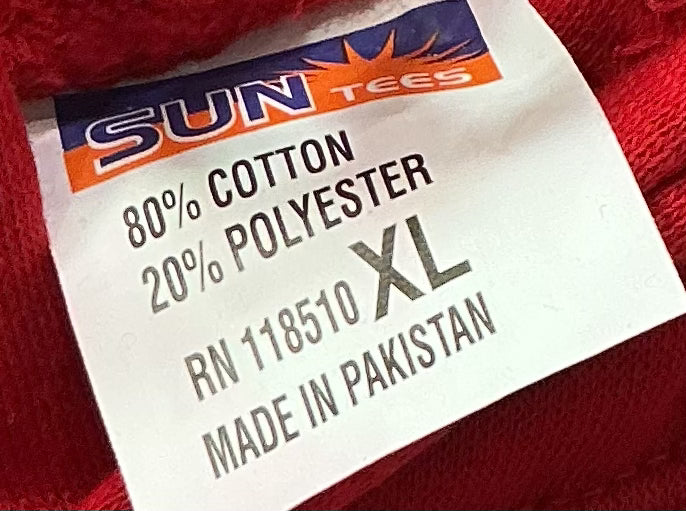 SUN TEES
80% COTTON
20% POLYESTER
RN 118510 XL
MADE IN PAKISTAN